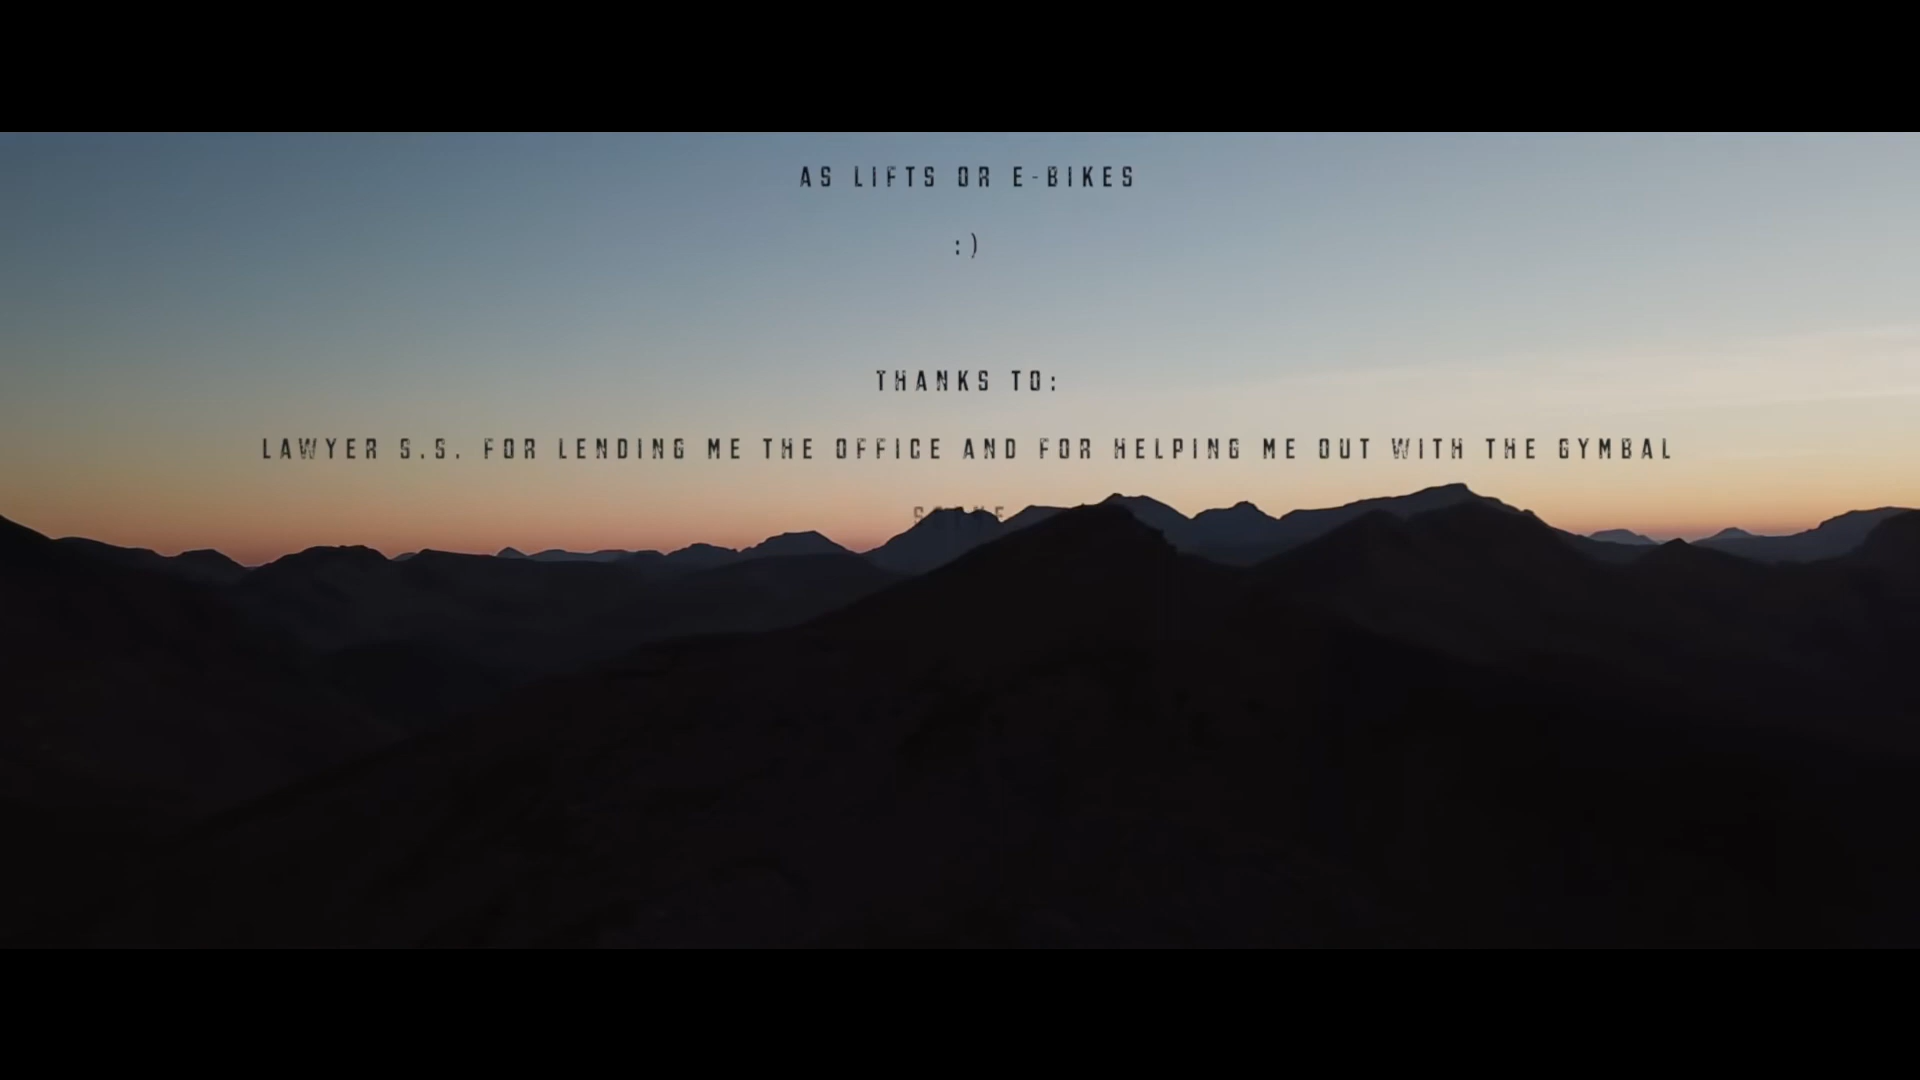 AS LIFTS OR E-BIKES
:)
THANKS TO:
LAWYER S.S. FOR LENDING ME THE OFFICE AND FOR HELPING ME OUT WITH THE GYMBAL